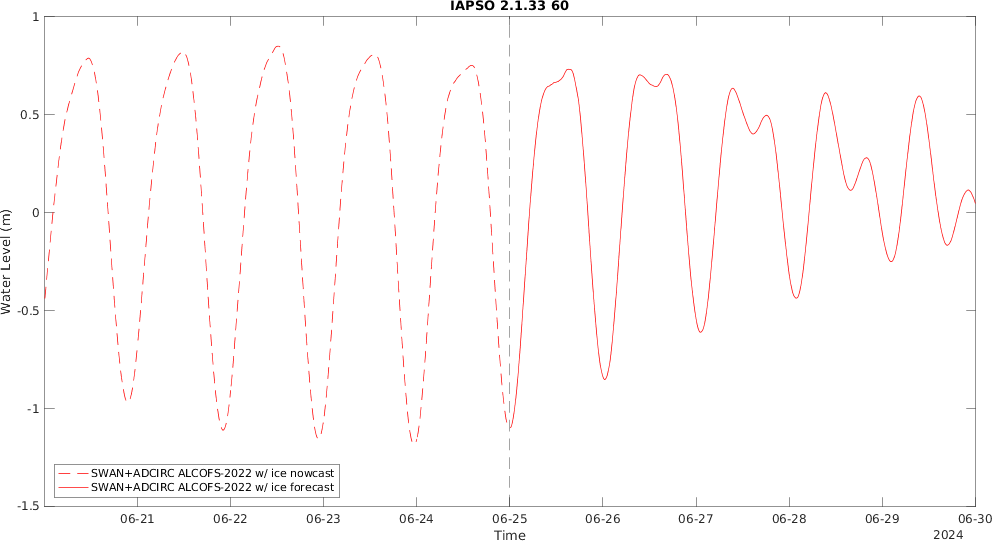 IAPSO 2.1.33 60
1
0.5
0
-0.5
-1
-1.5
Water Level (m)
SWAN+ADCIRC ALCOFS-2022 w/ ice nowcast
SWAN+ADCIRC ALCOFS-2022 w/ ice forecast
06-21 06-22 06-23 06-24 06-25 06-26 06-27 06-28 06-29 06-30
Time
2024